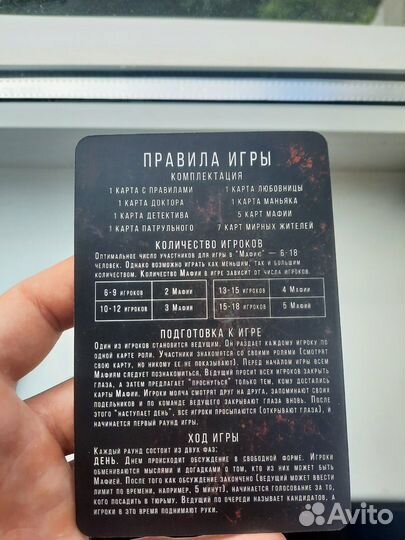 ПРАВИЛА ИГРЫ
КОМПЛЕКТАЦИЯ
1 КАРТА С ПРАВИЛАМИ 1 КАРТА ЛЮБОВНИЦЫ
1 КАРТА ДОКТОРА 1 КАРТА МАНЬЯКА
1 КАРТА ДЕТЕКТИВА 5 КАРТ МАФИИ
1 КАРТА ПАТРУЛЬНОГО 7 КАРТ МИРНЫХ ЖИТЕЛЕЙ
КОЛИЧЕСТВО ИГРОКОВ
ОПТИМАЛЬНОЕ ЧИСЛО УЧАСТНИКОВ ДЛЯ ИГРЫ В "МАФИЮ" – 6-18
ЧЕЛОВЕК. ОДНАКО ВОЗМОЖНО ИГРАТЬ КАК МЕНЬШИМ, ТАК И БОЛЬШИМ
КОЛИЧЕСТВОМ. КОЛИЧЕСТВО МАФИИ В ИГРЕ ЗАВИСИТ ОТ ЧИСЛА ИГРОКОВ.
6-9 ИГРОКОВ 2 МАФИИ 13-15 ИГРОКОВ 4 МАФИИ
10-12 ИГРОКОВ 3 МАФИИ 15-18 ИГРОКОВ 5 МАФИЙ
ПОДГОТОВКА К ИГРЕ
ОДИН ИЗ ИГРОКОВ СТАНОВИТСЯ ВЕДУЩИМ. ОН РАЗДАЕТ КАЖДОМУ ИГРОКУ ПО
ОДНОЙ КАРТЕ РОЛИ. УЧАСТНИКИ ЗНАКОМЯТСЯ СО СВОИМИ РОЛЯМИ (СМОТРЯТ
СВОЮ КАРТУ, НО НИКОМУ ЕЕ НЕ ПОКАЗЫВАЮТ). ПЕРЕД НАЧАЛОМ ИГРЫ ВСЕМ
МАФИЯМ СЛЕДУЕТ ПОЗНАКОМИТЬСЯ. ВЕДУЩИЙ ПРОСИТ ВСЕХ ИГРОКОВ ЗАКРЫТЬ
ГЛАЗА, А ЗАТЕМ ПРЕДЛАГАЕТ "ПРОСНУТЬСЯ" ТОЛЬКО ТЕМ, КОМУ ДОСТАЛИСЬ
КАРТЫ МАФИИ. ИГРОКИ МОЛЧА СМОТРЯТ ДРУГ НА ДРУГА, ЗАПОМИНАЮТ СВОИХ
ПОДЕЛЬНИКОВ И ПО КОМАНДЕ ВЕДУЩЕГО ЗАКРЫВАЮТ ГЛАЗА ВНОВЬ. ПОСЛЕ
ЭТОГО "НАСТУПАЕТ ДЕНЬ", ВСЕ ИГРОКИ ПРОСЫПАЮТСЯ (ОТКРЫВАЮТ ГЛАЗА), И
НАЧИНАЕТСЯ ПЕРВЫЙ РАУНД ИГРЫ.
ХОД ИГРЫ
КАЖДЫЙ РАУНД СОСТОИТ ИЗ ДВУХ ФАЗ:
ДЕНЬ. ДНЕМ ПРОИСХОДИТ ОБСУЖДЕНИЕ В СВОБОДНОЙ ФОРМЕ. ИГРОКИ
ОБМЕНИВАЮТСЯ МЫСЛЯМИ И ДОГАДКАМИ О ТОМ, КТО ИЗ НИХ МОЖЕТ БЫТЬ
МАФИЕЙ. ПОСЛЕ ТОГО КАК ОБСУЖДЕНИЕ ЗАКОНЧЕНО (ВЕДУЩИЙ МОЖЕТ ВВЕСТИ
ЛИМИТ ПО ВРЕМЕНИ, НАПРИМЕР, 5 МИНУТ), НАЧИНАЕТСЯ ГОЛОСОВАНИЕ ЗА ТО,
КОГО ПОСАДИТЬ В ТЮРЬМУ. ВЕДУЩИЙ ПО ОЧЕРЕДИ НАЗЫВАЕТ КАНДИДАТОВ, А
ИГРОКИ В ЭТО ВРЕМЯ ПОДНИМАЮТ РУКИ.
Avito